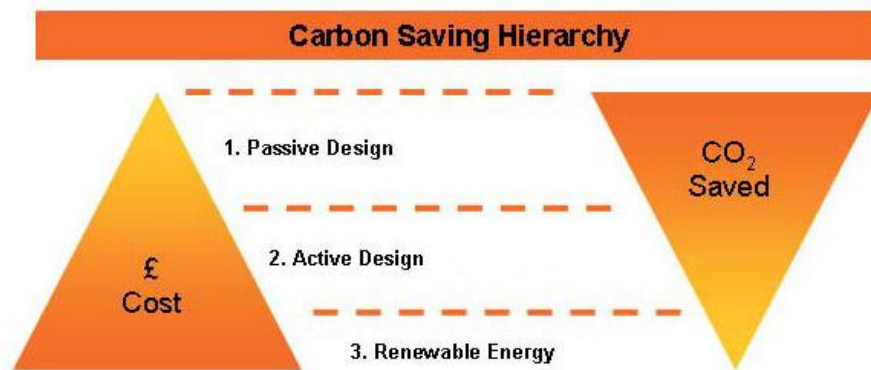 Carbon Saving Hierarchy
1. Passive Design
CO₂
Saved
2. Active Design
£
Cost
3. Renewable Energy